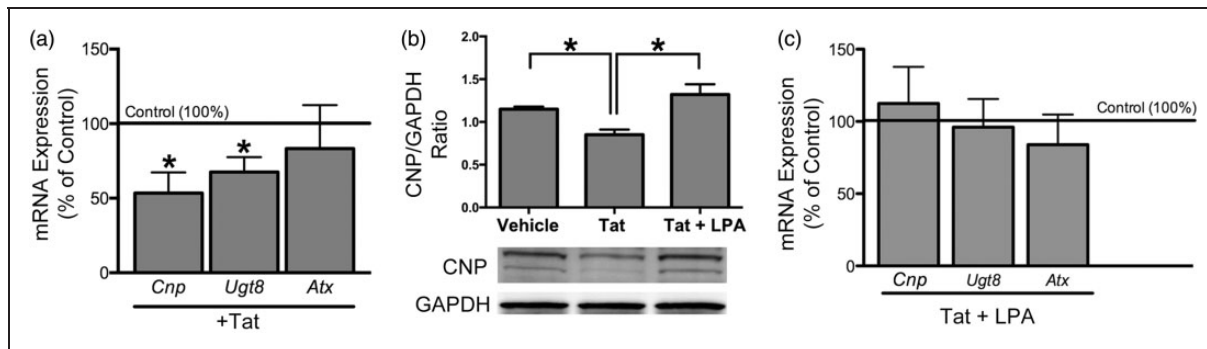 (a)
mRNA Expression
(% of Control)
150
100
50
0
Control (100%)
*
*
Cnp Ugt8 Atx
+Tat
(b)
CNP/GAPDH
Ratio
2.0
1.5
1.0
0.5
0.0
*
*
Vehicle Tat Tat + LPA
CNP
GAPDH
(c)
mRNA Expression
(% of Control)
150
100
50
0
Control (100%)
Cnp Ugt8 Atx
Tat + LPA